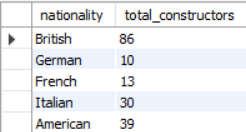 nationality total_constructors
British 86
German 10
French 13
Italian 30
American 39